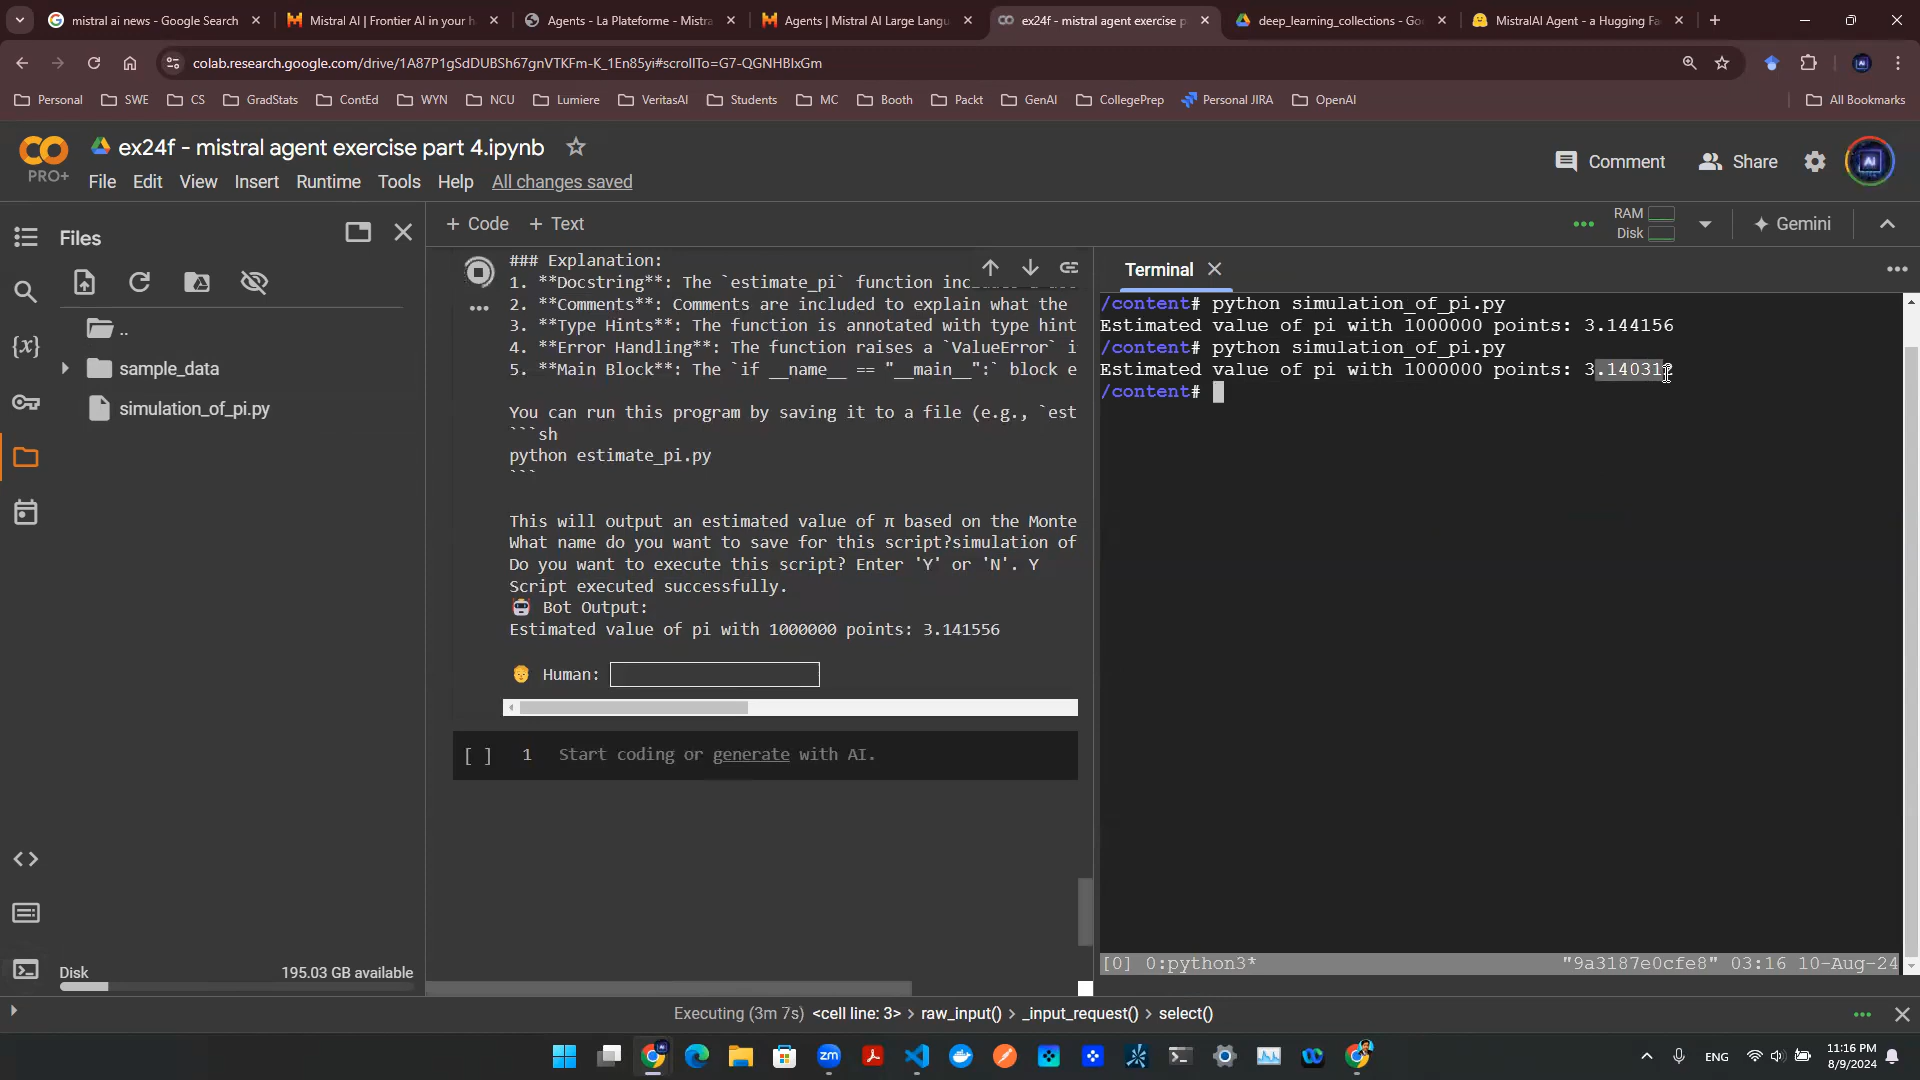 mistral ai news - Google Search
Mistral AI | Frontier AI in your h
Agents - La Plateforme - Mistra
Agents | Mistral AI Large Langu
ex24f - mistral agent exercise p
deep_learning_collections - Goo
MistralAI Agent - a Hugging Fa
colab.research.google.com/drive/1A87P1gSdDUBSh67gnVTKFm-K_1En85yi#scrollTo=G7-QGNHBlxGm
Personal
SWE
CS
GradStats
ContEd
WYN
NCU
Lumiere
VeritasAI
Students
MC
Booth
Packt
GenAI
CollegePrep
Personal JIRA
OpenAI
All Bookmarks
PRO+
ex24f - mistral agent exercise part 4.ipynb
File Edit View Insert Runtime Tools Help All changes saved
Comment
Share
Files
+ Code + Text
RAM
Disk
Gemini
..
sample_data
simulation_of_pi.py
Disk
195.03 GB available
### Explanation:
1. **Docstring**: The `estimate_pi` function inc
2. **Comments**: Comments are included to explain what the
3. **Type Hints**: The function is annotated with type hint
4. **Error Handling**: The function raises a `ValueError` i
5. **Main Block**: The `if __name__ == "__main__":` block e
You can run this program by saving it to a file (e.g., `est
```sh
python estimate_pi.py
```
This will output an estimated value of π based on the Monte
What name do you want to save for this script?simulation of
Do you want to execute this script? Enter 'Y' or 'N'. Y
Script executed successfully.
🤖 Bot Output:
Estimated value of pi with 1000000 points: 3.141556
🧑 Human:
[ ] 1 Start coding or generate with AI.
Terminal
/content# python simulation_of_pi.py
Estimated value of pi with 1000000 points: 3.144156
/content# python simulation_of_pi.py
Estimated value of pi with 1000000 points: 3.14031
/content#
[0] 0:python3*
"9a3187e0cfe8" 03:16 10-Aug-24
Executing (3m 7s) <cell line: 3> > raw_input() > _input_request() > select()
ENG
11:16 PM
8/9/2024